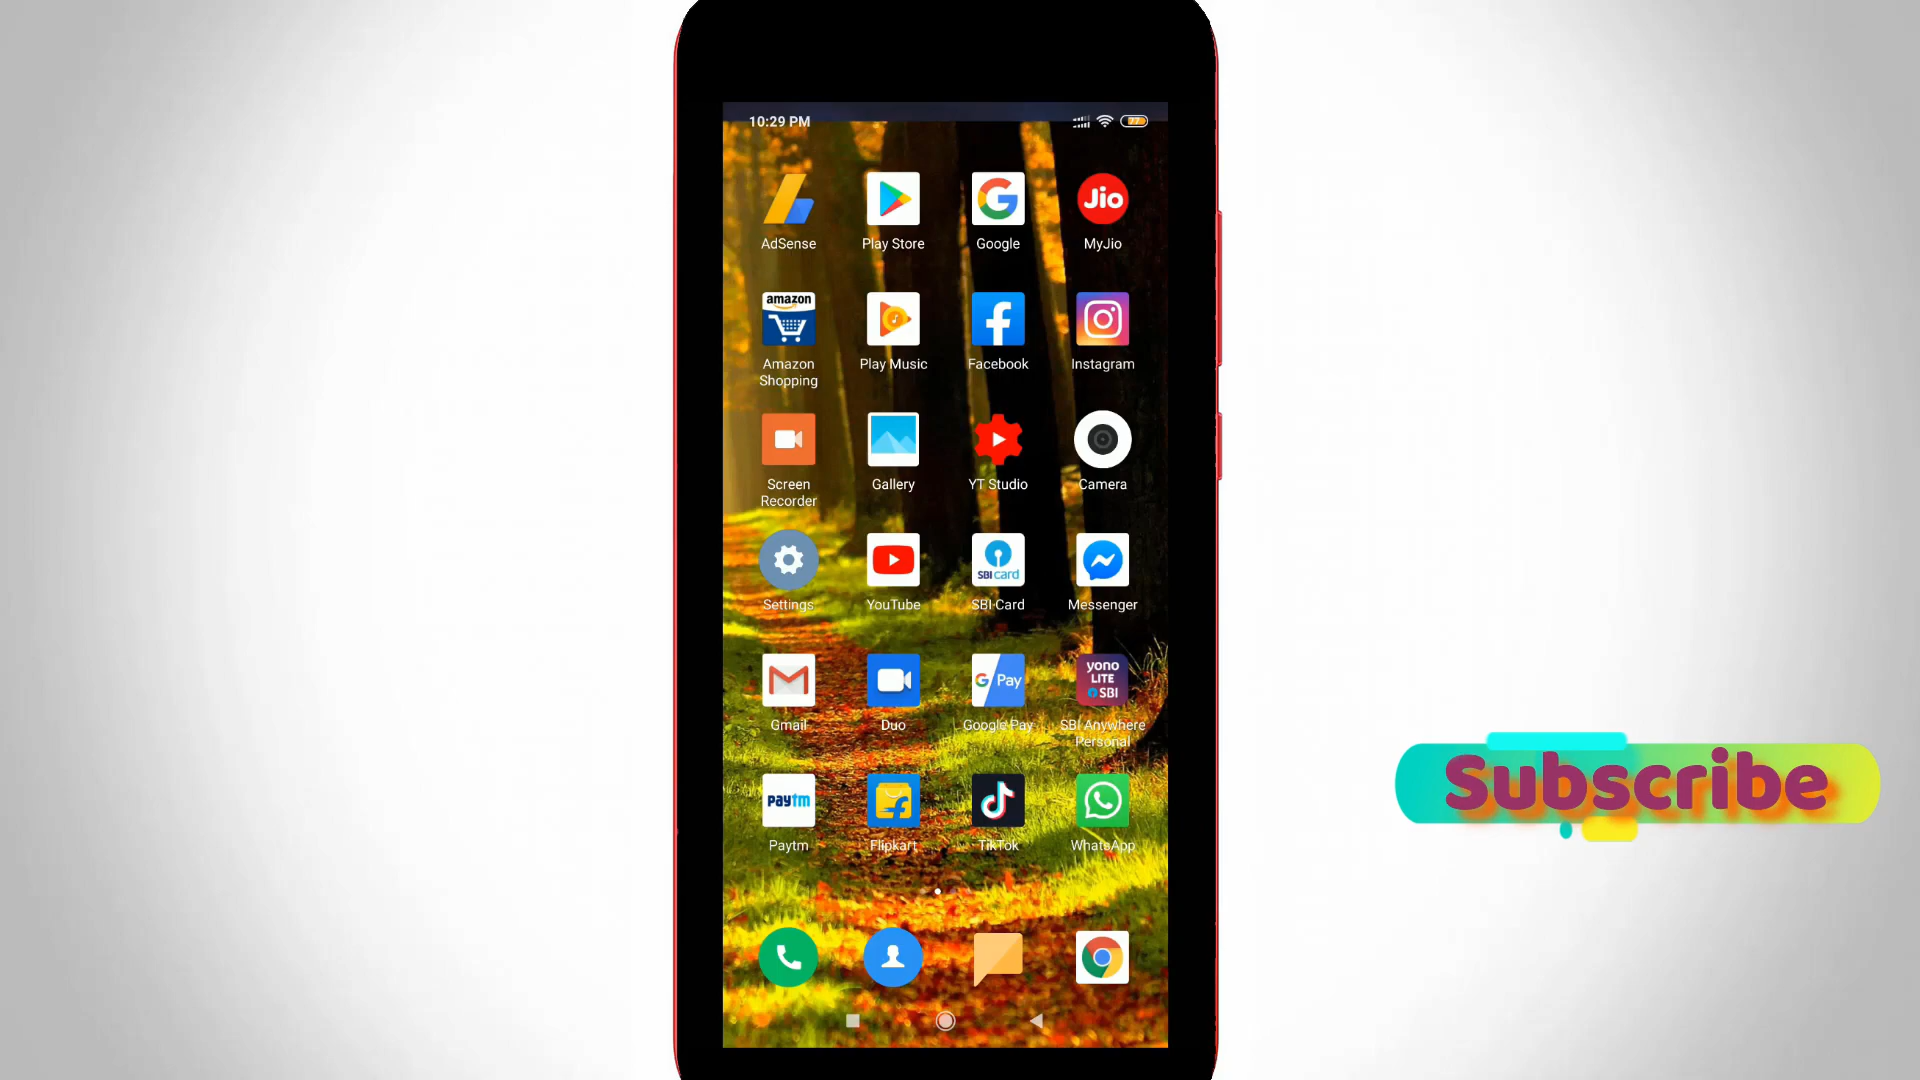 10:29 PM
77
Jio
AdSense
Play Store
Google
MyJio
amazon
Amazon
Shopping
Play Music
Facebook
Instagram
Screen
Recorder
Gallery
YT Studio
Camera
SBI card
Settings
YouTube
SBI Card
Messenger
G Pay
yono
LITE
SBI
Gmail
Duo
Google Pay
SBI Anywhere
Personal
paytm
Paytm
Flipkart
TikTok
WhatsApp
Subscribe